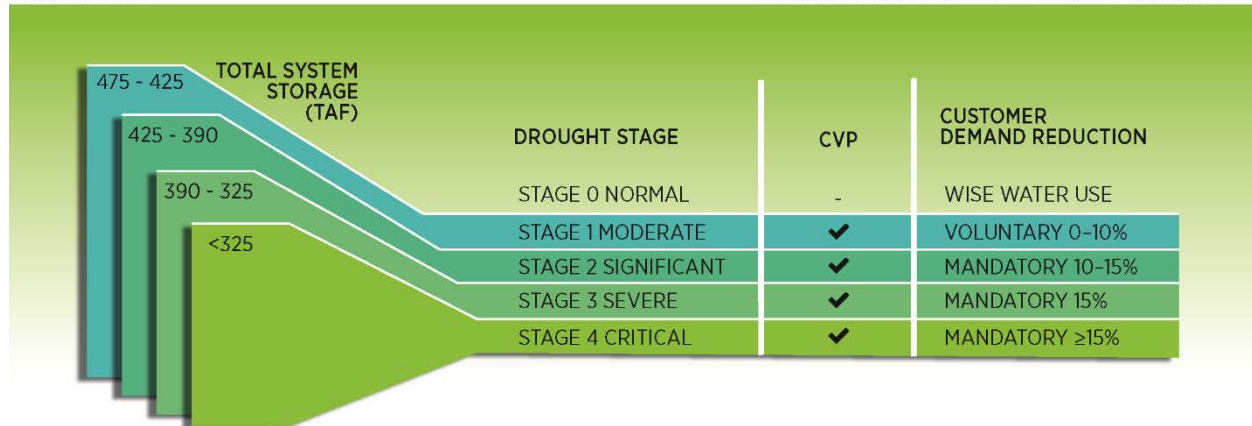 TOTAL SYSTEM
STORAGE
(TAF)
475 - 425
425 - 390
390 - 325
<325
DROUGHT STAGE CVP CUSTOMER
DEMAND REDUCTION
STAGE 0 NORMAL - WISE WATER USE
STAGE 1 MODERATE ✔ VOLUNTARY 0–10%
STAGE 2 SIGNIFICANT ✔ MANDATORY 10–15%
STAGE 3 SEVERE ✔ MANDATORY 15%
STAGE 4 CRITICAL ✔ MANDATORY ≥15%